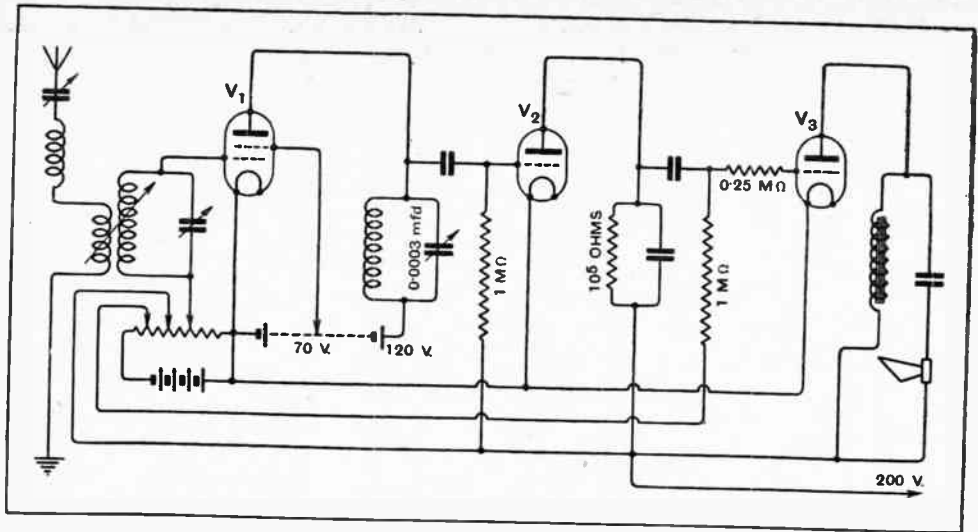 V₁
V₂
V₃
0·25 MΩ
0·0003 mfd
1 MΩ
10⁵ OHMS
1 MΩ
70 V.
120 V.
200 V.